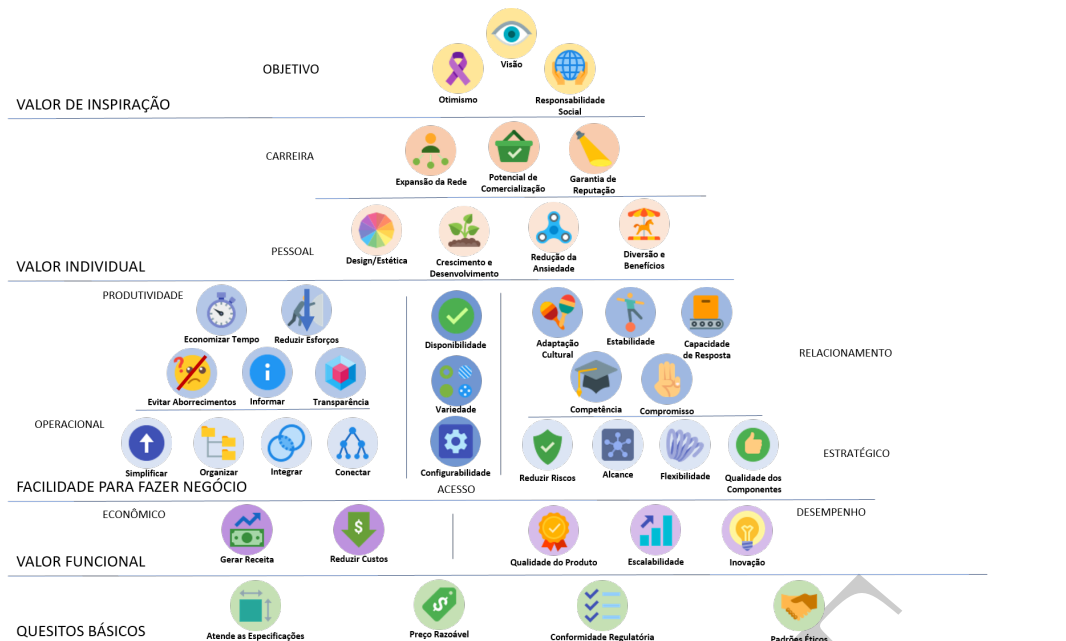 Visão
OBJETIVO
Otimismo
Responsabilidade
Social
VALOR DE INSPIRAÇÃO
CARREIRA
Expansão da Rede
Potencial de
Comercialização
Garantia de
Reputação
PESSOAL
Design/Estética
Crescimento e
Desenvolvimento
Redução da
Ansiedade
Diversão e
Benefícios
VALOR INDIVIDUAL
PRODUTIVIDADE
Economizar Tempo
Reduzir Esforços
Disponibilidade
Adaptação
Cultural
Estabilidade
Capacidade
de Resposta
RELACIONAMENTO
Evitar Aborrecimentos
Informar
Transparência
Variedade
Competência
Compromisso
OPERACIONAL
Simplificar
Organizar
Integrar
Conectar
Configurabilidade
Reduzir Riscos
Alcance
Flexibilidade
Qualidade dos
Componentes
ESTRATÉGICO
FACILIDADE PARA FAZER NEGÓCIO
ACESSO
ECONÔMICO
DESEMPENHO
Gerar Receita
Reduzir Custos
Qualidade do Produto
Escalabilidade
Inovação
VALOR FUNCIONAL
QUESITOS BÁSICOS
Atende as Especificações
Preço Razoável
Conformidade Regulatória
Padrões Éticos